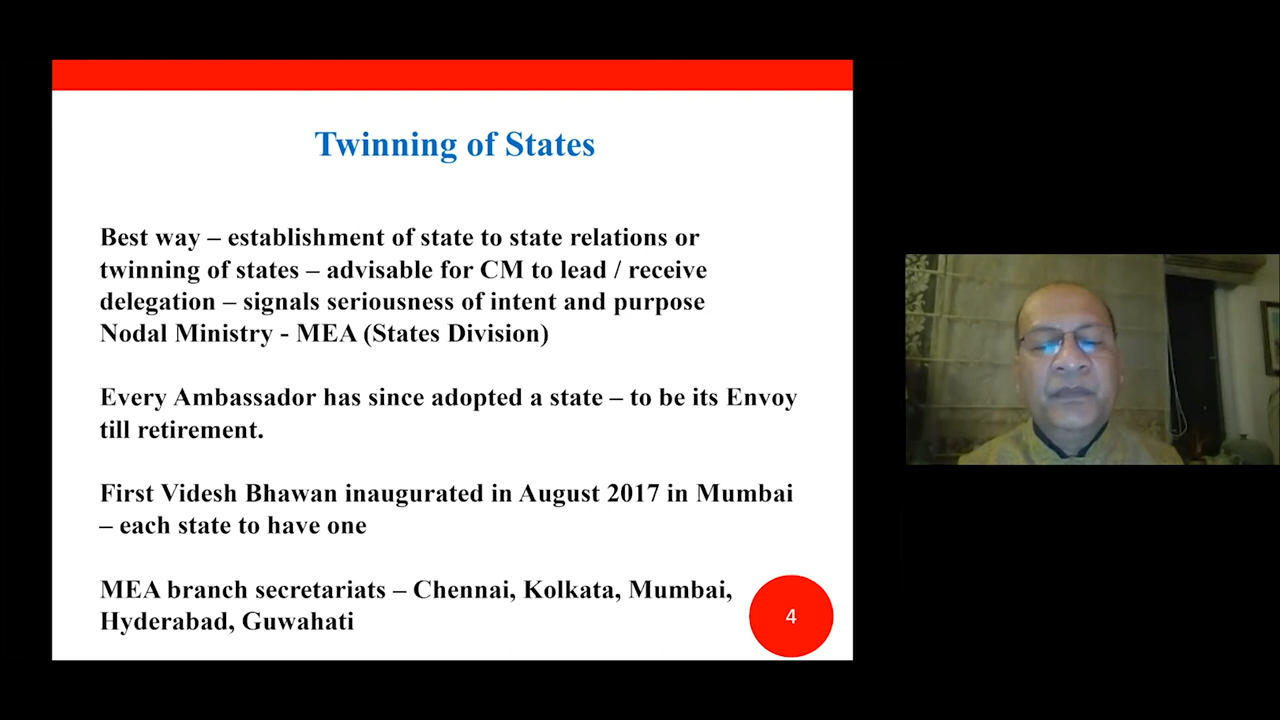 Twinning of States
Best way – establishment of state to state relations or
twinning of states – advisable for CM to lead / receive
delegation – signals seriousness of intent and purpose
Nodal Ministry - MEA (States Division)
Every Ambassador has since adopted a state – to be its Envoy
till retirement.
First Videsh Bhawan inaugurated in August 2017 in Mumbai
– each state to have one
MEA branch secretariats – Chennai, Kolkata, Mumbai,
Hyderabad, Guwahati
4